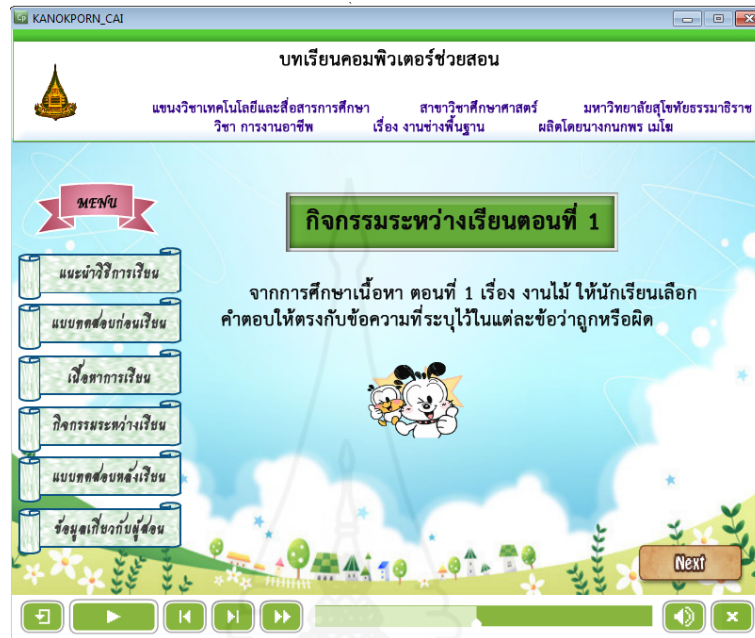 KANOKPORN_CAI
บทเรียนคอมพิวเตอร์ช่วยสอน
แขนงวิชาเทคโนโลยีและสื่อสารการศึกษา สาขาวิชาศึกษาศาสตร์ มหาวิทยาลัยสุโขทัยธรรมาธิราช
วิชา การงานอาชีพ เรื่อง งานช่างพื้นฐาน ผลิตโดยนางกนกพร เมโฆ
MENU
กิจกรรมระหว่างเรียนตอนที่ 1
แนะนำวิธีการเรียน
แบบทดสอบก่อนเรียน
เนื้อหาการเรียน
กิจกรรมระหว่างเรียน
แบบทดสอบหลังเรียน
ข้อมูลเกี่ยวกับผู้สอน
จากการศึกษาเนื้อหา ตอนที่ 1 เรื่อง งานไม้ ให้นักเรียนเลือก
คำตอบให้ตรงกับข้อความที่ระบุไว้ในแต่ละข้อว่าถูกหรือผิด
Next